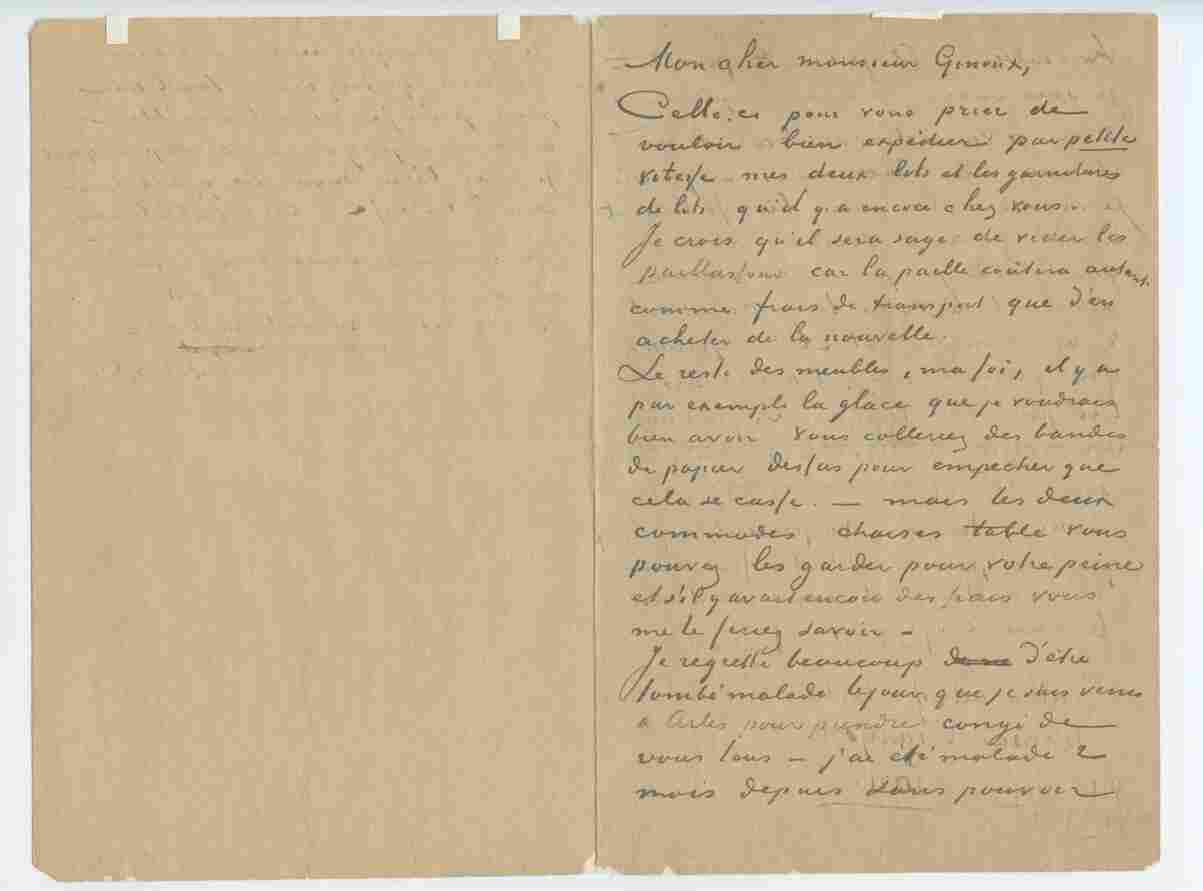 Mon cher monsieur Ginoux,
Celle-ci pour vous prier de
vouloir bien expédier par petite
vitesse mes deux lits et les garnitures
de lits qu'il y a encore chez vous.
Je crois qu'il sera sage de vider les
paillassons car la paille coûtera autant
comme frais de transport que d'en
acheter de la nouvelle.
Le reste des meubles, ma foi, il y a
par exemple la glace que je voudrais
bien avoir. Vous collerez des bandes
de papier dessus pour empecher que
cela se casse. — mais les deux
commodes, chaises table vous
pouvez les garder pour votre peine
et s'il y avait encore des frais vous
me le feriez savoir —
Je regrette beaucoup d'être
tombé malade le jour que je suis venu
à Arles pour prendre congé de
vous tous — j'ai été malade 2
mois depuis sans pouvoir